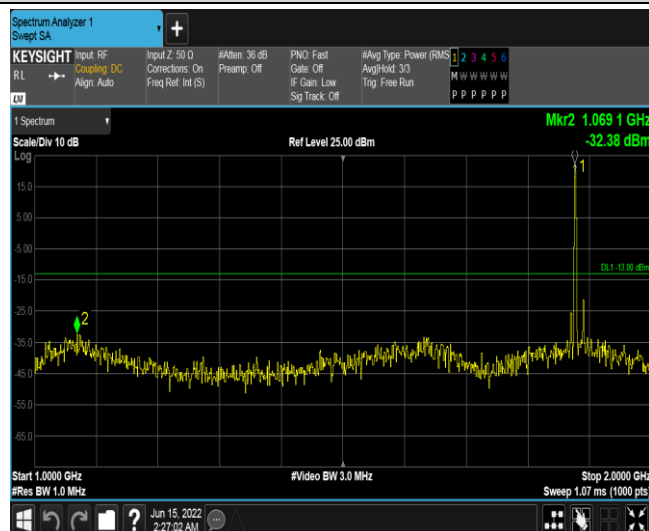 Spectrum Analyzer 1
Swept SA
+
KEYSIGHT Input: RF Input Z: 50 Ω #Atten: 36 dB PNO: Fast #Avg Type: Power (RMS 1 2 3 4 5 6
RL Coupling: DC Corrections: On Preamp: Off Gate: Off Avg|Hold: 3/3 M W W W W W
Align: Auto Freq Ref: Int (S) IF Gain: Low Trig: Free Run
Sig Track: Off P P P P P P
LXI
1 Spectrum Mkr2 1.069 1 GHz
Scale/Div 10 dB Ref Level 25.00 dBm -32.38 dBm
Log
1
15.0
5.00
-5.00
DL1 -13.00 dBm
-15.0
-25.0
2
-35.0
-45.0
-55.0
-65.0
Start 1.0000 GHz #Video BW 3.0 MHz Stop 2.0000 GHz
#Res BW 1.0 MHz Sweep 1.07 ms (1000 pts)
? Jun 15, 2022
2:27:02 AM